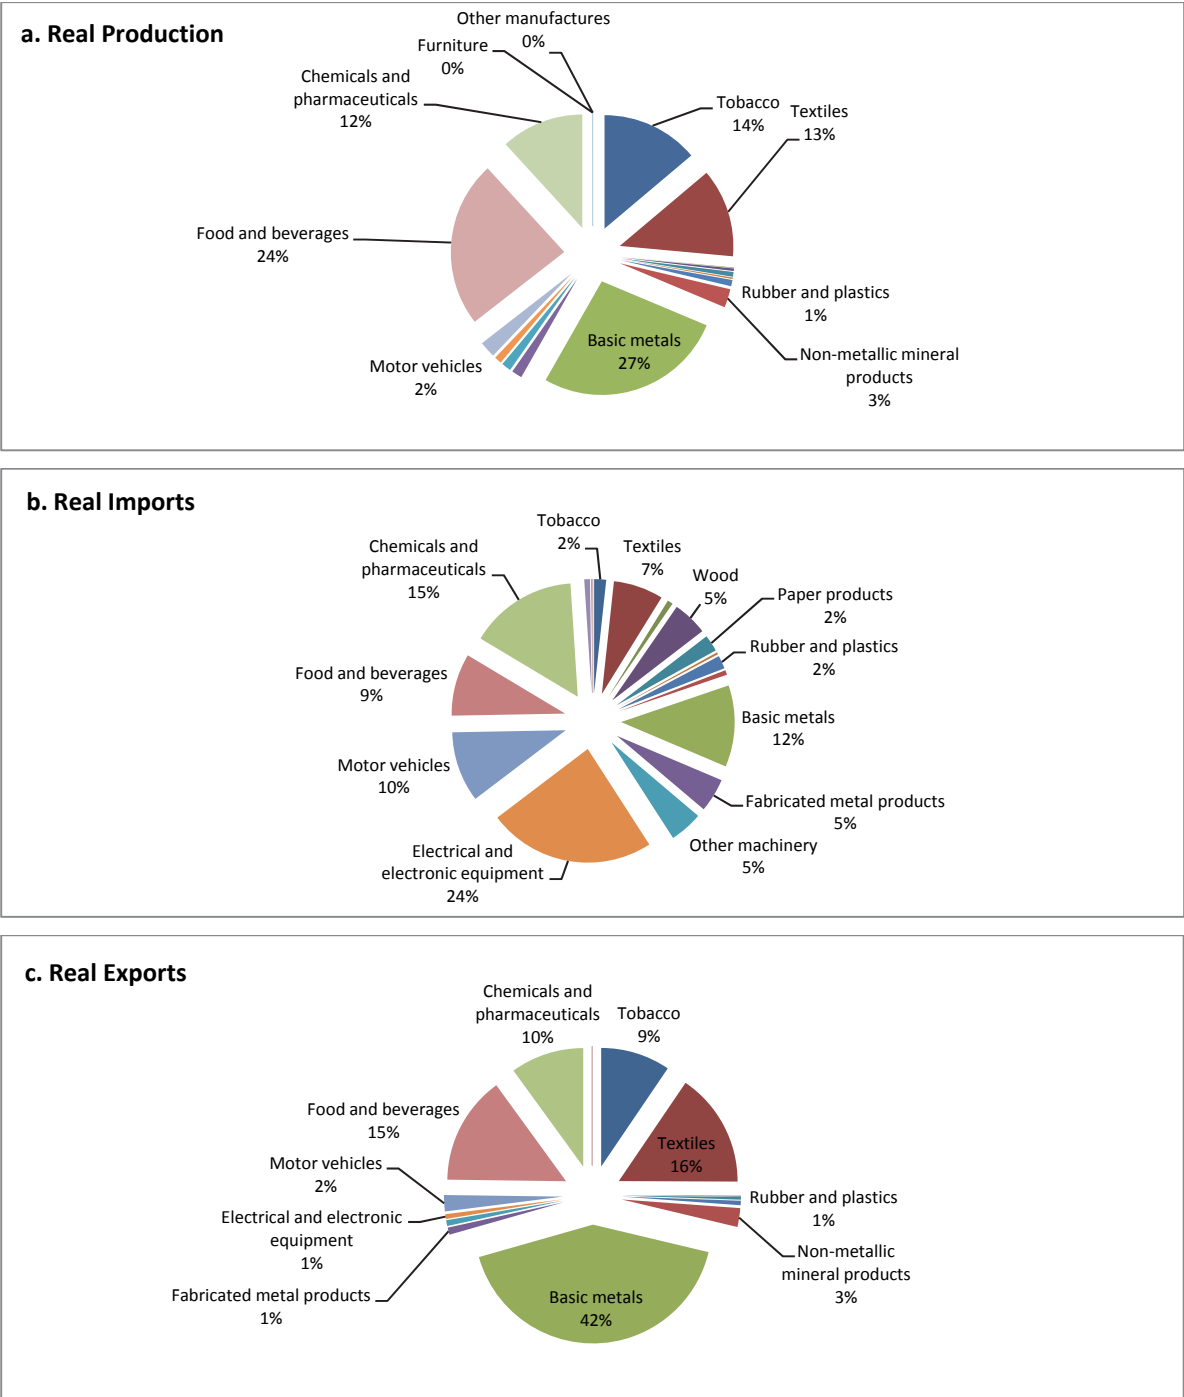 a. Real Production
Other manufactures
0%
Furniture
0%
Chemicals and
pharmaceuticals
12%
Tobacco
14%
Textiles
13%
Food and beverages
24%
Rubber and plastics
1%
Basic metals
27%
Non-metallic mineral
products
3%
Motor vehicles
2%
b. Real Imports
Tobacco
2%
Chemicals and
pharmaceuticals
15%
Textiles
7%
Wood
5%
Paper products
2%
Rubber and plastics
2%
Food and beverages
9%
Basic metals
12%
Motor vehicles
10%
Fabricated metal products
5%
Other machinery
5%
Electrical and
electronic equipment
24%
c. Real Exports
Chemicals and
pharmaceuticals
10%
Tobacco
9%
Food and beverages
15%
Textiles
16%
Motor vehicles
2%
Rubber and plastics
1%
Electrical and electronic
equipment
1%
Non-metallic
mineral products
3%
Fabricated metal products
1%
Basic metals
42%